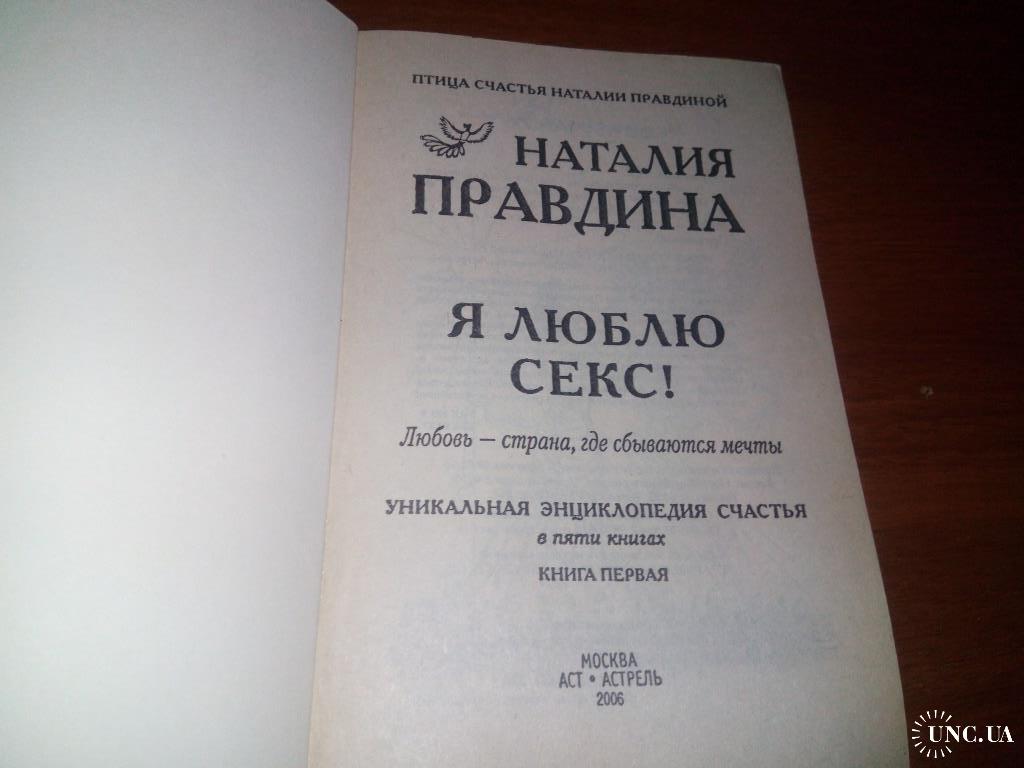 ПТИЦА СЧАСТЬЯ НАТАЛИИ ПРАВДИНОЙ
НАТАЛИЯ
ПРАВДИНА
Я ЛЮБЛЮ
СЕКС!
Любовь — страна, где сбываются мечты
УНИКАЛЬНАЯ ЭНЦИКЛОПЕДИЯ СЧАСТЬЯ
в пяти книгах
КНИГА ПЕРВАЯ
МОСКВА
АСТ • АСТРЕЛЬ
2006
UNC.UA